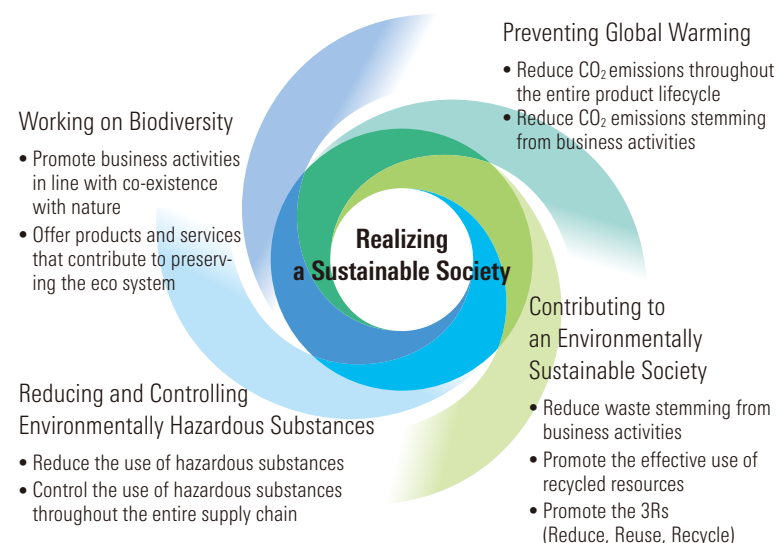 Preventing Global Warming
• Reduce CO₂ emissions throughout
the entire product lifecycle
• Reduce CO₂ emissions stemming
from business activities
Working on Biodiversity
• Promote business activities
in line with co-existence
with nature
• Offer products and services
that contribute to preserv-
ing the eco system
Realizing
a Sustainable Society
Contributing to
an Environmentally
Sustainable Society
• Reduce waste stemming from
business activities
• Promote the effective use of
recycled resources
• Promote the 3Rs
(Reduce, Reuse, Recycle)
Reducing and Controlling
Environmentally Hazardous Substances
• Reduce the use of hazardous substances
• Control the use of hazardous substances
throughout the entire supply chain